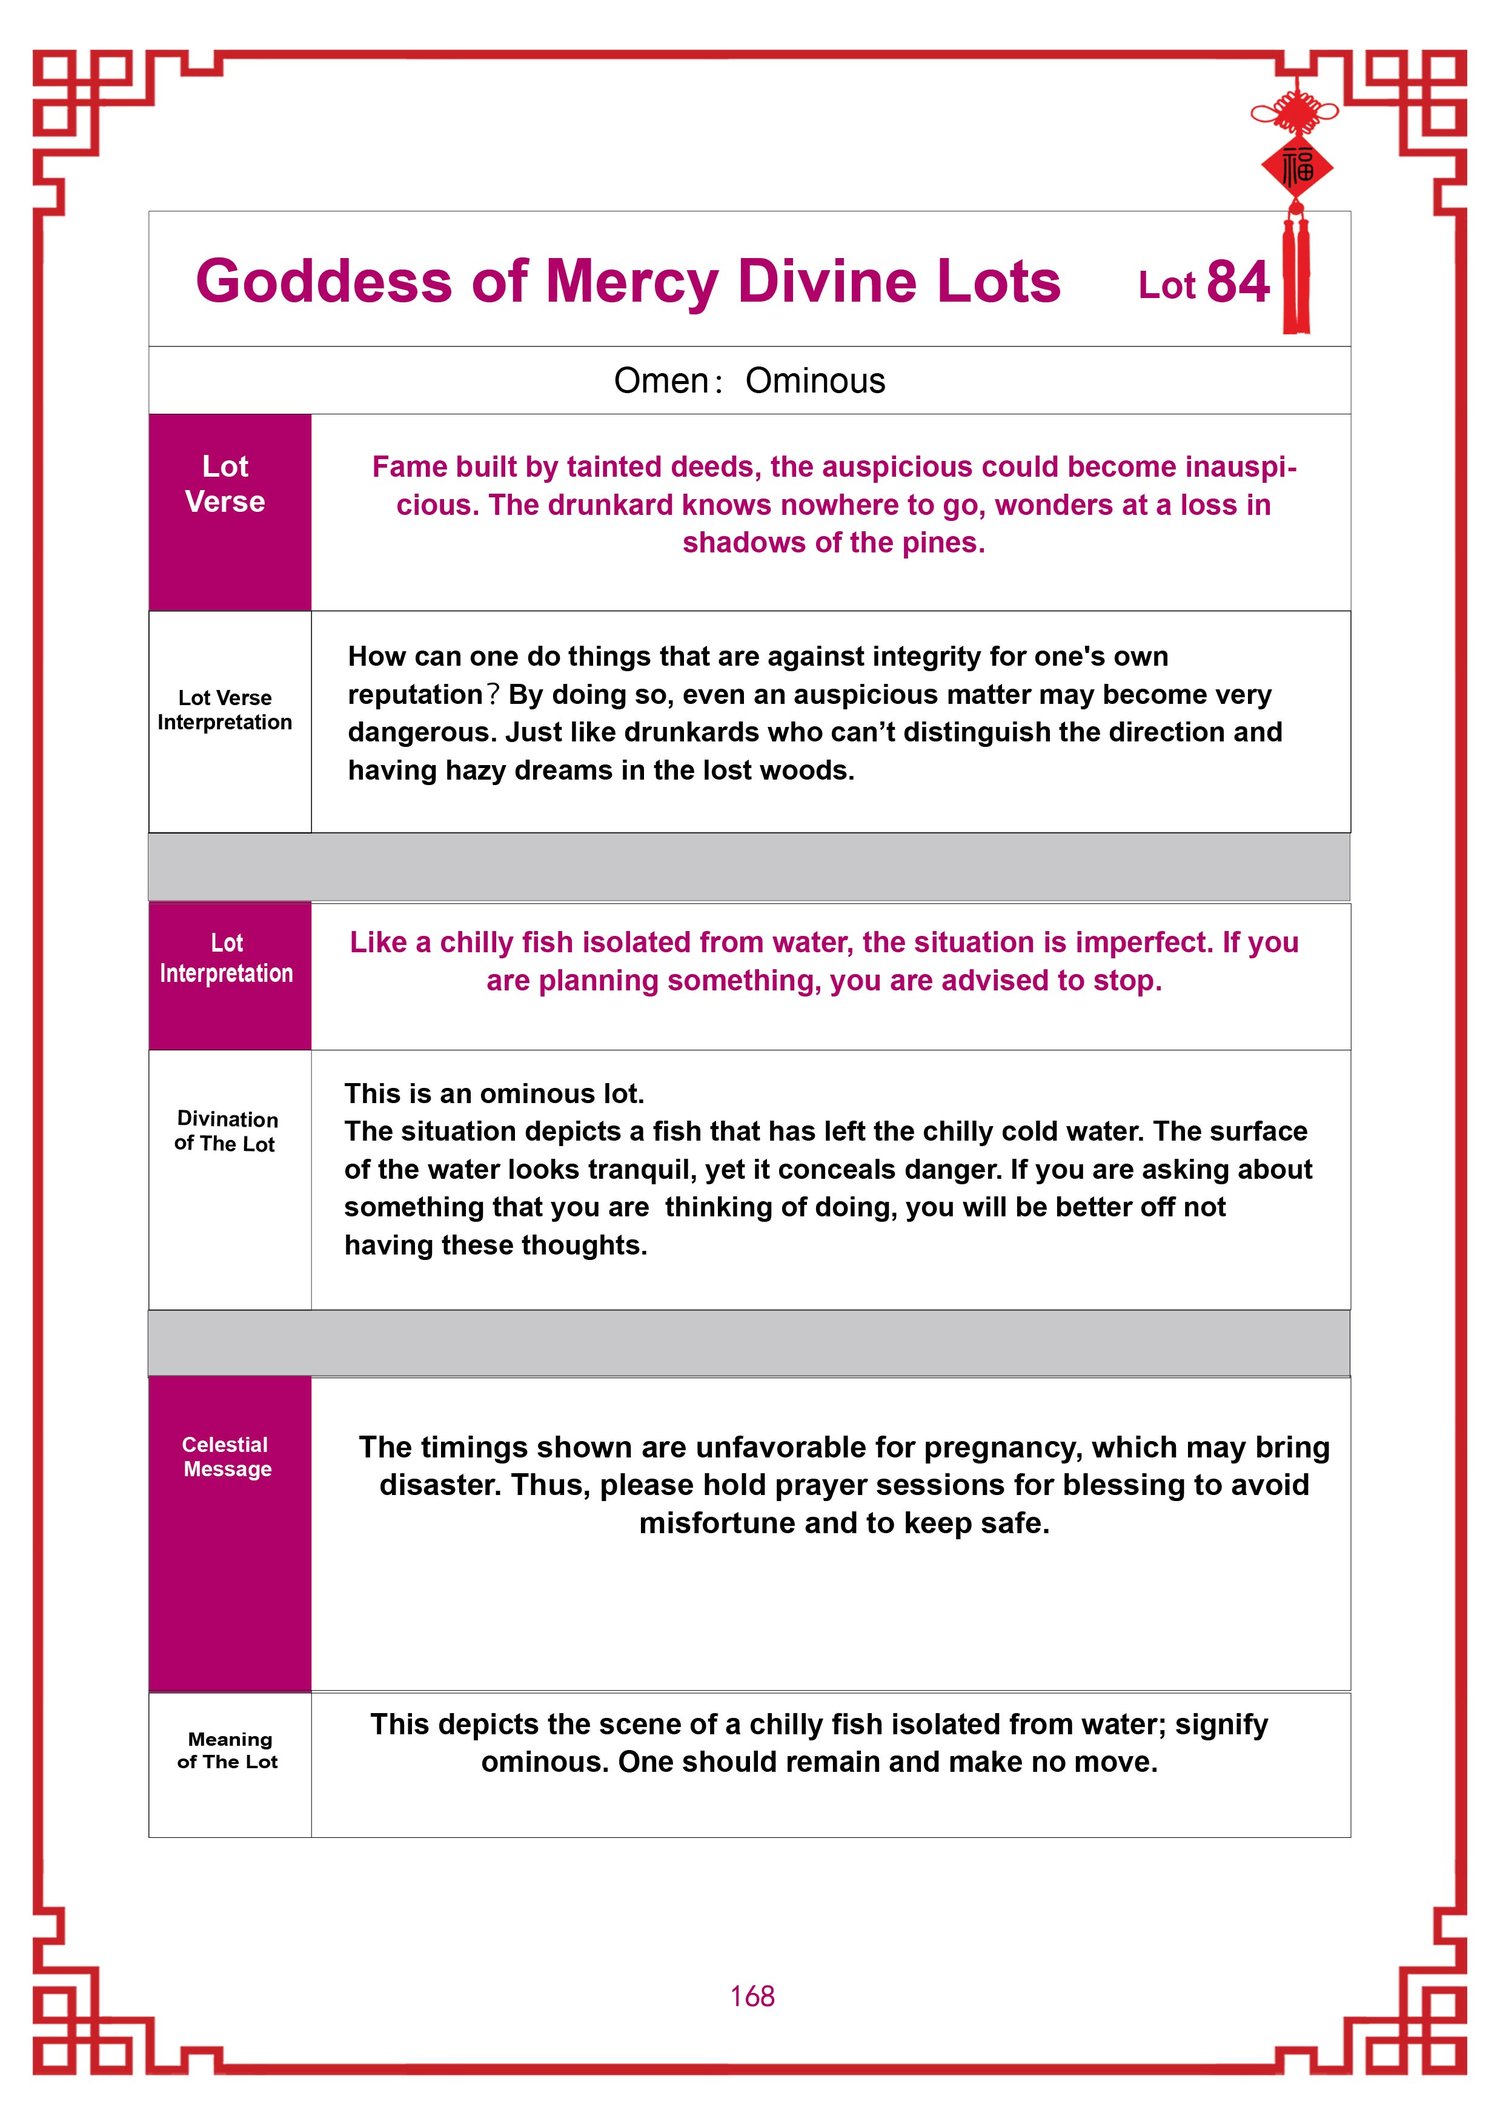 福
Goddess of Mercy Divine Lots Lot 84
Omen: Ominous
Lot
Verse
Fame built by tainted deeds, the auspicious could become inauspi-
cious. The drunkard knows nowhere to go, wonders at a loss in
shadows of the pines.
Lot Verse
Interpretation
How can one do things that are against integrity for one's own
reputation? By doing so, even an auspicious matter may become very
dangerous. Just like drunkards who can’t distinguish the direction and
having hazy dreams in the lost woods.
Lot
Interpretation
Like a chilly fish isolated from water, the situation is imperfect. If you
are planning something, you are advised to stop.
Divination
of The Lot
This is an ominous lot.
The situation depicts a fish that has left the chilly cold water. The surface
of the water looks tranquil, yet it conceals danger. If you are asking about
something that you are  thinking of doing, you will be better off not
having these thoughts.
Celestial
Message
The timings shown are unfavorable for pregnancy, which may bring
disaster. Thus, please hold prayer sessions for blessing to avoid
misfortune and to keep safe.
Meaning
of The Lot
This depicts the scene of a chilly fish isolated from water; signify
ominous. One should remain and make no move.
168